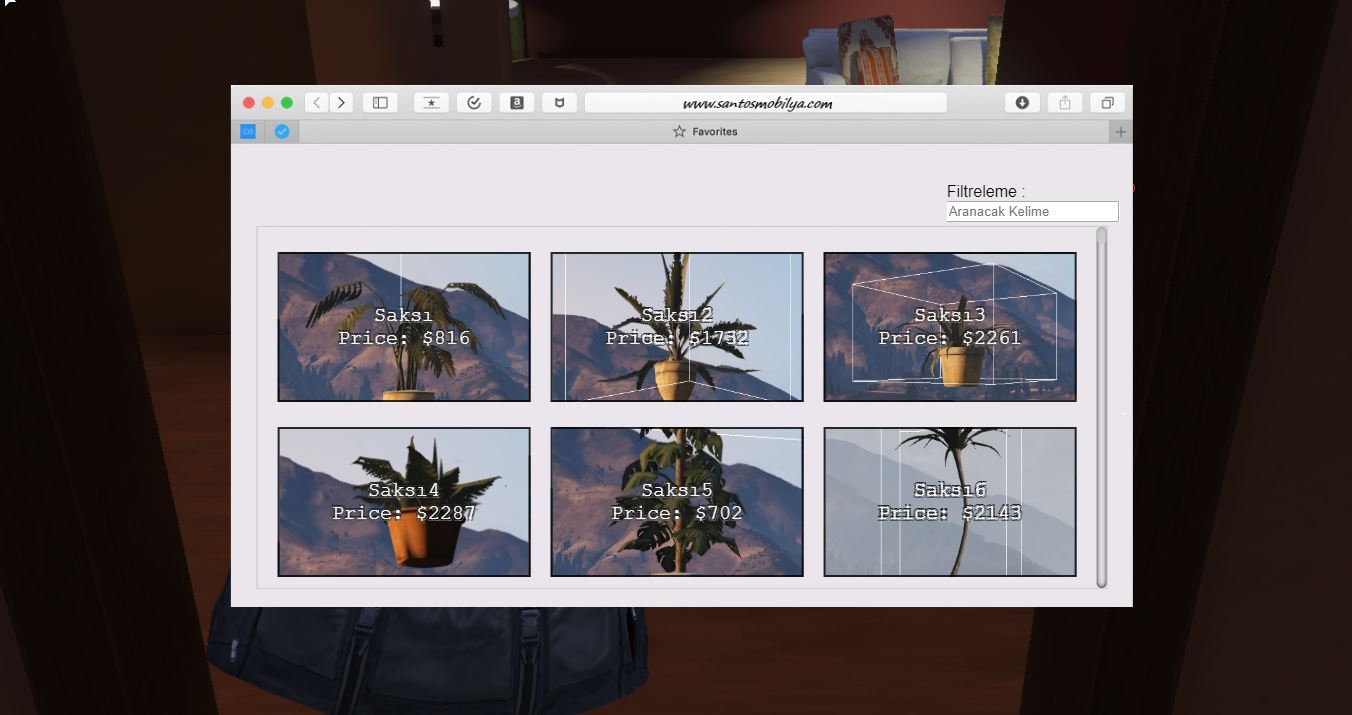 www.santosmobilya.com
Favorites
Filtreleme :
Aranacak Kelime
Saksı
Price: $816
Saksı2
Price: $1732
Saksı3
Price: $2261
Saksı4
Price: $2287
Saksı5
Price: $702
Saksı6
Price: $2143